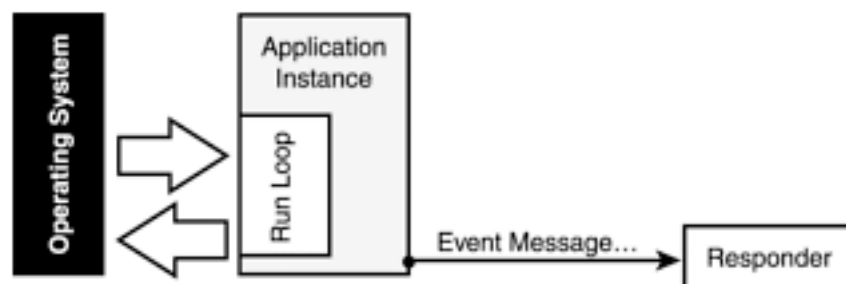 Operating System
Application
Instance
Run Loop
Event Message…
Responder